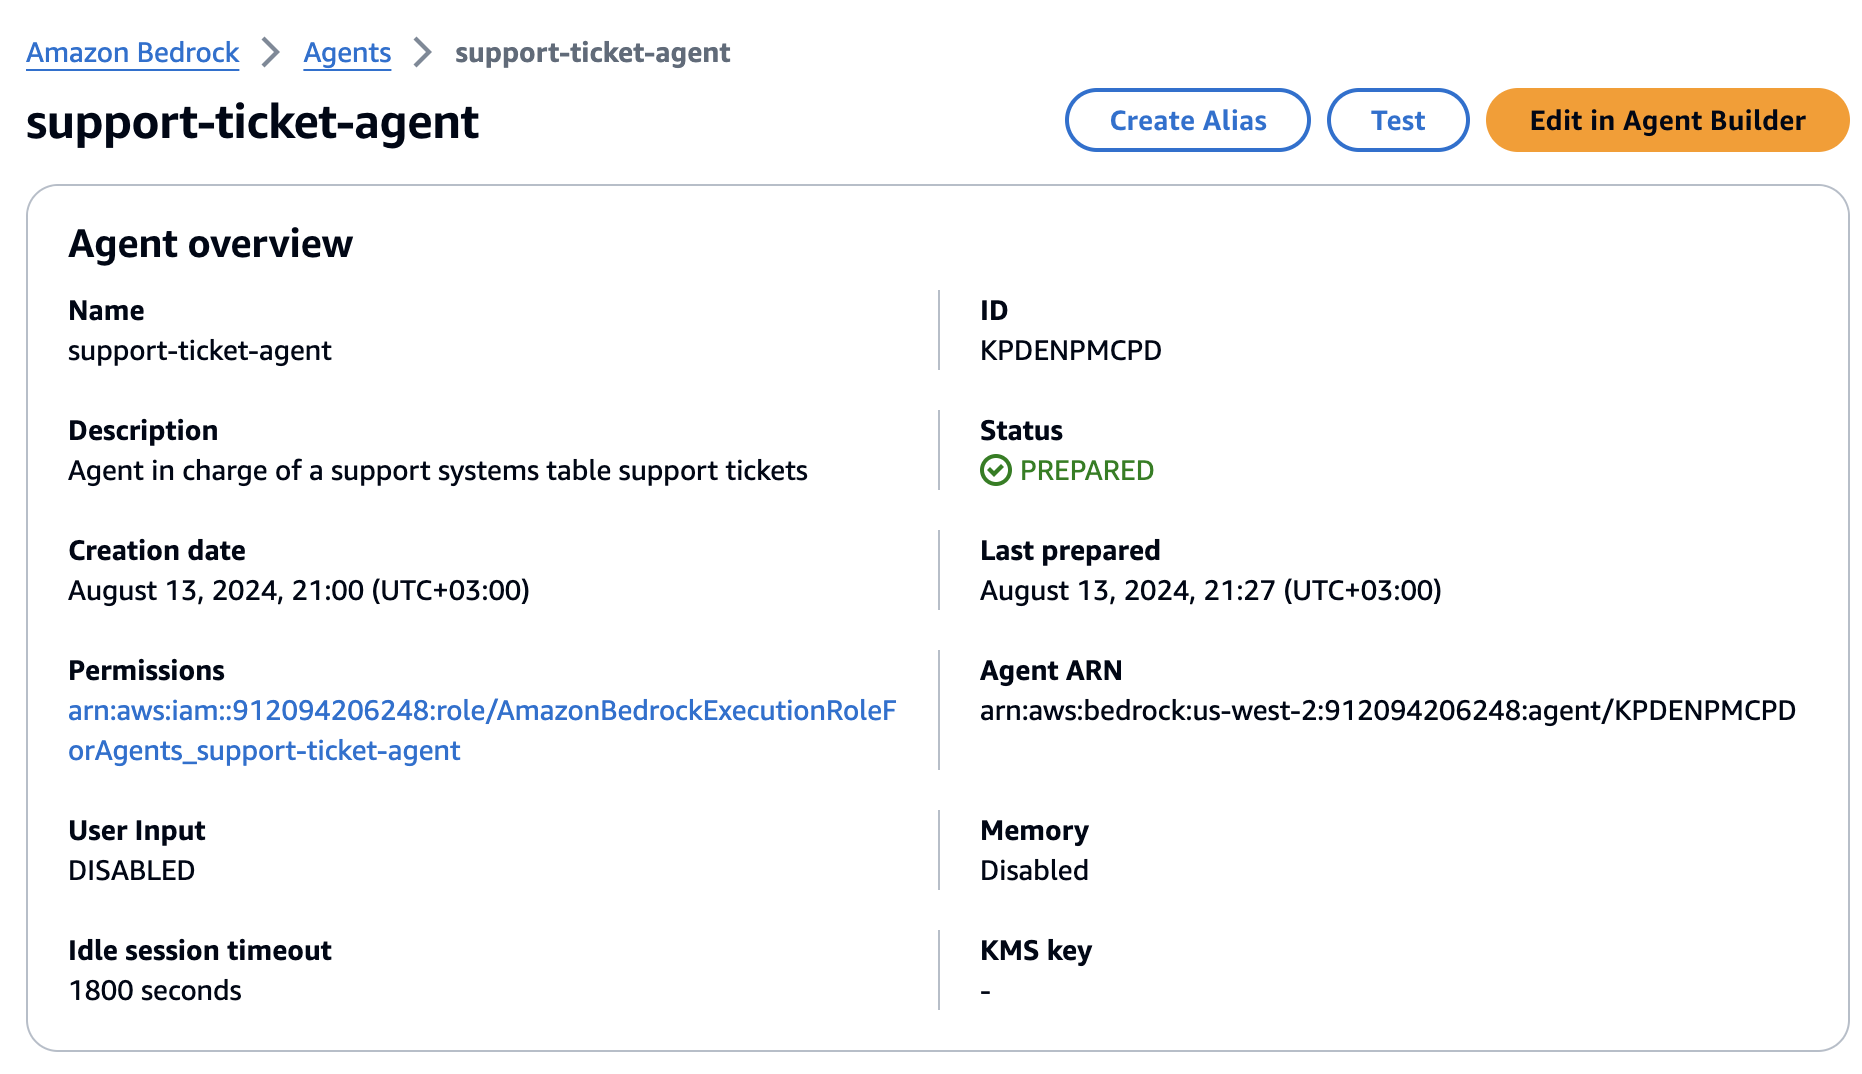 Amazon Bedrock > Agents > support-ticket-agent
support-ticket-agent
Create Alias
Test
Edit in Agent Builder
Agent overview
Name
support-ticket-agent
ID
KPDENPMCPD
Description
Agent in charge of a support systems table support tickets
Status
PREPARED
Creation date
August 13, 2024, 21:00 (UTC+03:00)
Last prepared
August 13, 2024, 21:27 (UTC+03:00)
Permissions
arn:aws:iam::912094206248:role/AmazonBedrockExecutionRoleF
orAgents_support-ticket-agent
Agent ARN
arn:aws:bedrock:us-west-2:912094206248:agent/KPDENPMCPD
User Input
DISABLED
Memory
Disabled
Idle session timeout
1800 seconds
KMS key
-